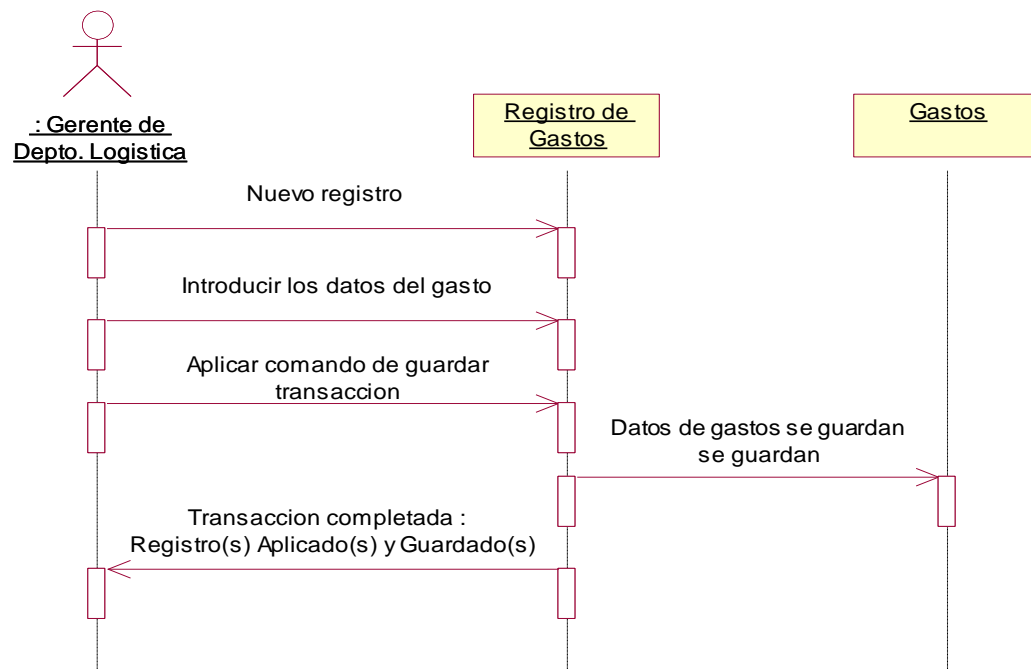 : Gerente de
Depto. Logistica
Registro de
Gastos
Gastos
Nuevo registro
Introducir los datos del gasto
Aplicar comando de guardar
transaccion
Datos de gastos se guardan
se guardan
Transaccion completada :
Registro(s) Aplicado(s) y Guardado(s)